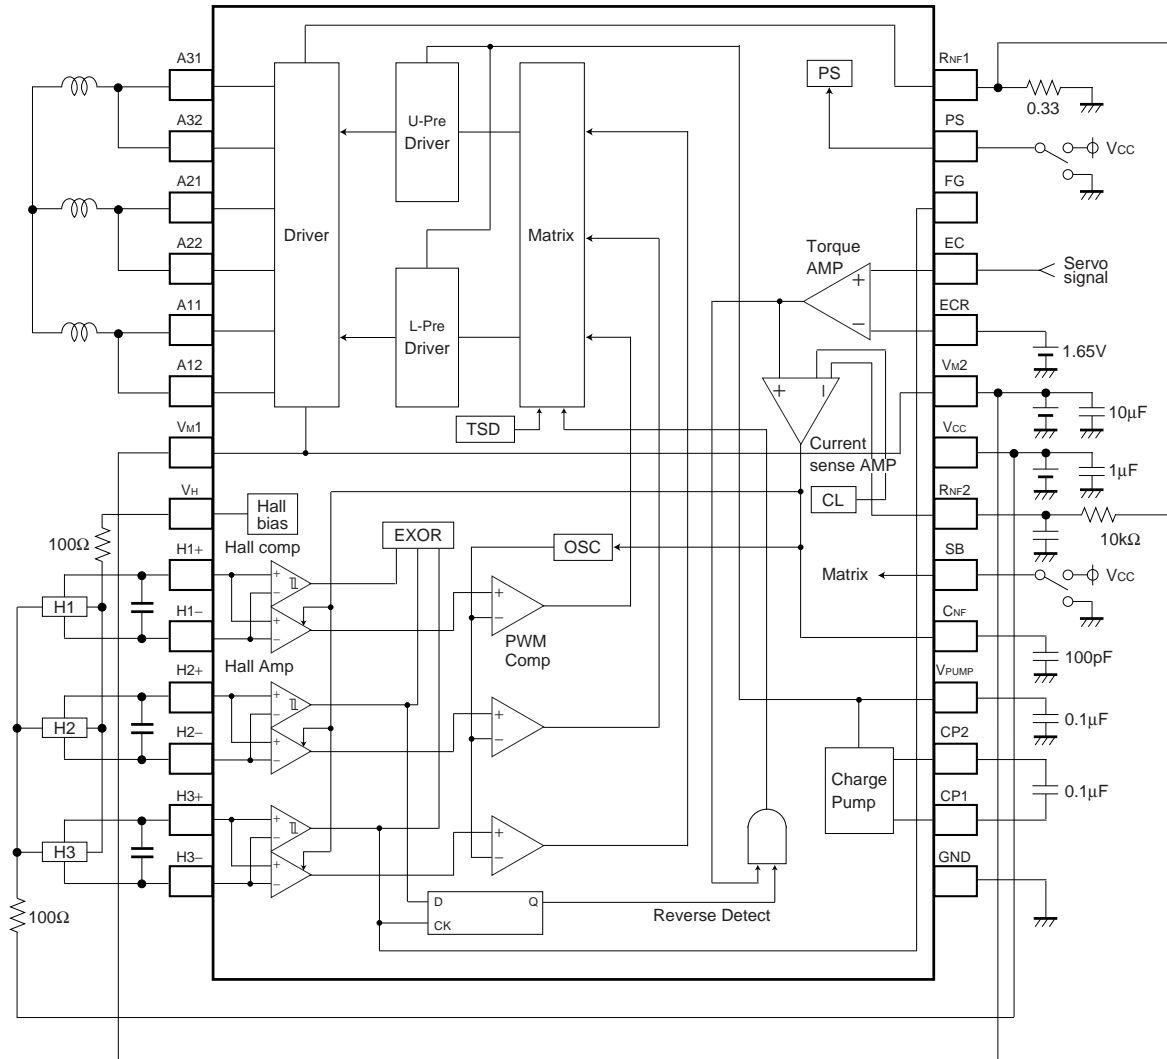 A31
A32
A21
A22
A11
A12
VM1
VH
100Ω
H1+
H1
H1−
H2+
H2
H2−
H3+
H3
H3−
100Ω
Driver
U-Pre
Driver
L-Pre
Driver
Matrix
PS
Torque
AMP
+
−
+
−
TSD
Current
sense AMP
CL
Hall
bias
Hall comp
EXOR
OSC
Matrix
+
−
+
−
+
−
PWM
Comp
Hall Amp
+
−
+
−
+
−
+
−
+
−
+
−
Charge
Pump
D
Q
CK
Reverse Detect
RNF1
0.33
PS
VCC
FG
EC
Servo
signal
ECR
1.65V
VM2
10µF
VCC
1µF
RNF2
10kΩ
SB
VCC
CNF
100pF
VPUMP
0.1µF
CP2
0.1µF
CP1
GND